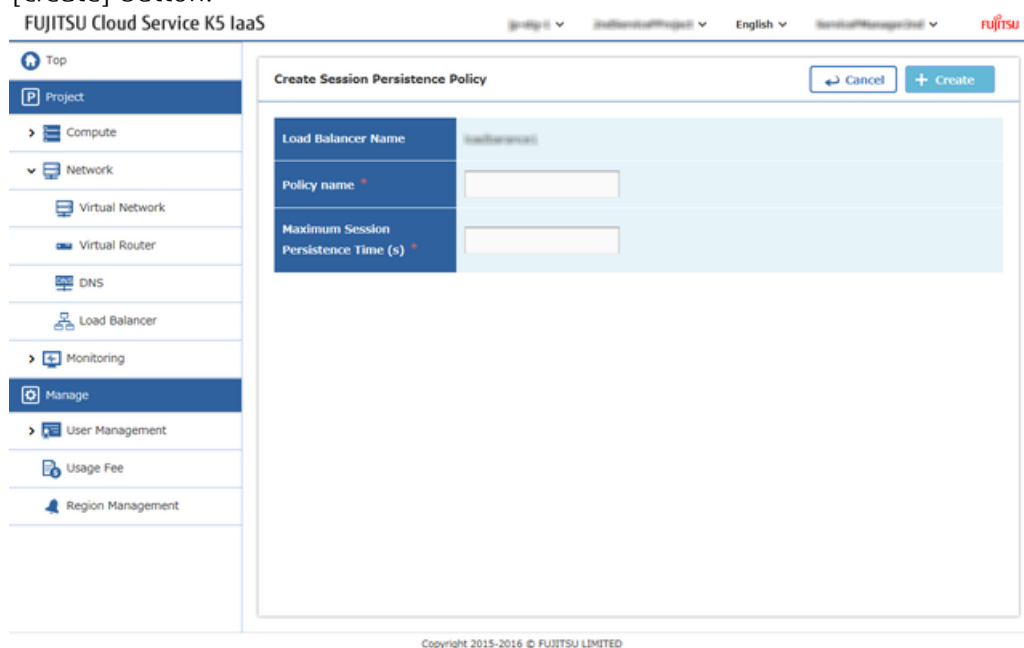 [Create] button.
FUJITSU Cloud Service K5 IaaS
English
FUJITSU
Top
Project
Compute
Network
Virtual Network
Virtual Router
DNS
Load Balancer
Monitoring
Manage
User Management
Usage Fee
Region Management
Create Session Persistence Policy
Cancel
+ Create
Load Balancer Name
Policy name *
Maximum Session
Persistence Time (s) *
Copyright 2015-2016 © FUJITSU LIMITED